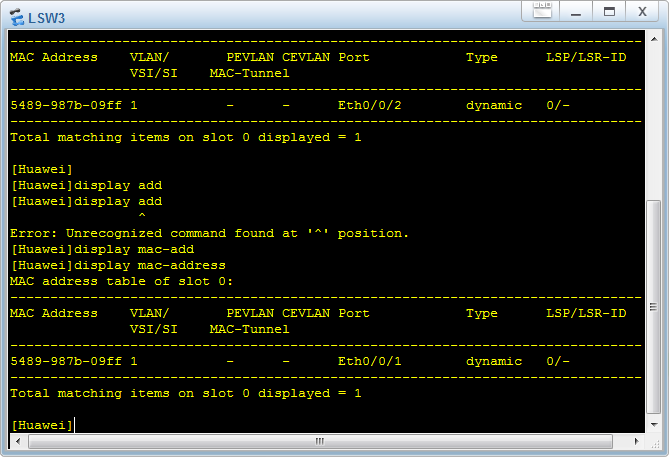 LSW3
-------------------------------------------------------------------------------
MAC Address    VLAN/       PEVLAN CEVLAN Port            Type      LSP/LSR-ID
               VSI/SI    MAC-Tunnel
-------------------------------------------------------------------------------
5489-987b-09ff 1           -      -      Eth0/0/2        dynamic   0/-
-------------------------------------------------------------------------------
Total matching items on slot 0 displayed = 1
[Huawei]
[Huawei]display add
[Huawei]display add
                ^
Error: Unrecognized command found at '^' position.
[Huawei]display mac-add
[Huawei]display mac-address
MAC address table of slot 0:
-------------------------------------------------------------------------------
MAC Address    VLAN/       PEVLAN CEVLAN Port            Type      LSP/LSR-ID
               VSI/SI    MAC-Tunnel
-------------------------------------------------------------------------------
5489-987b-09ff 1           -      -      Eth0/0/1        dynamic   0/-
-------------------------------------------------------------------------------
Total matching items on slot 0 displayed = 1
[Huawei]